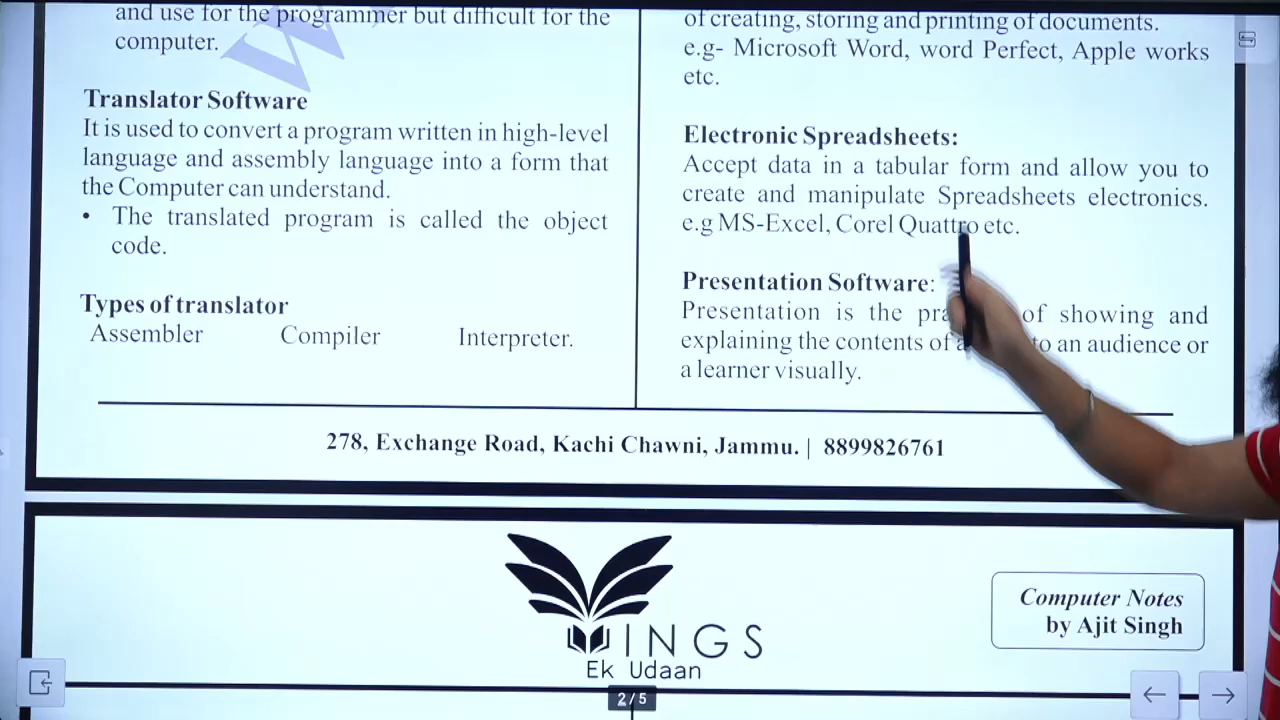 and use for the programmer but difficult for the
computer.
W
Translator Software
It is used to convert a program written in high-level
language and assembly language into a form that
the Computer can understand.
• The translated program is called the object
code.
Types of translator
Assembler Compiler Interpreter.
of creating, storing and printing of documents.
e.g- Microsoft Word, word Perfect, Apple works
etc.
Electronic Spreadsheets:
Accept data in a tabular form and allow you to
create and manipulate Spreadsheets electronics.
e.g MS-Excel, Corel Quattro etc.
Presentation Software:
Presentation is the pra of showing and
explaining the contents of a to an audience or
a learner visually.
278, Exchange Road, Kachi Chawni, Jammu. | 8899826761
WINGS
Ek Udaan
Computer Notes
by Ajit Singh
2/5